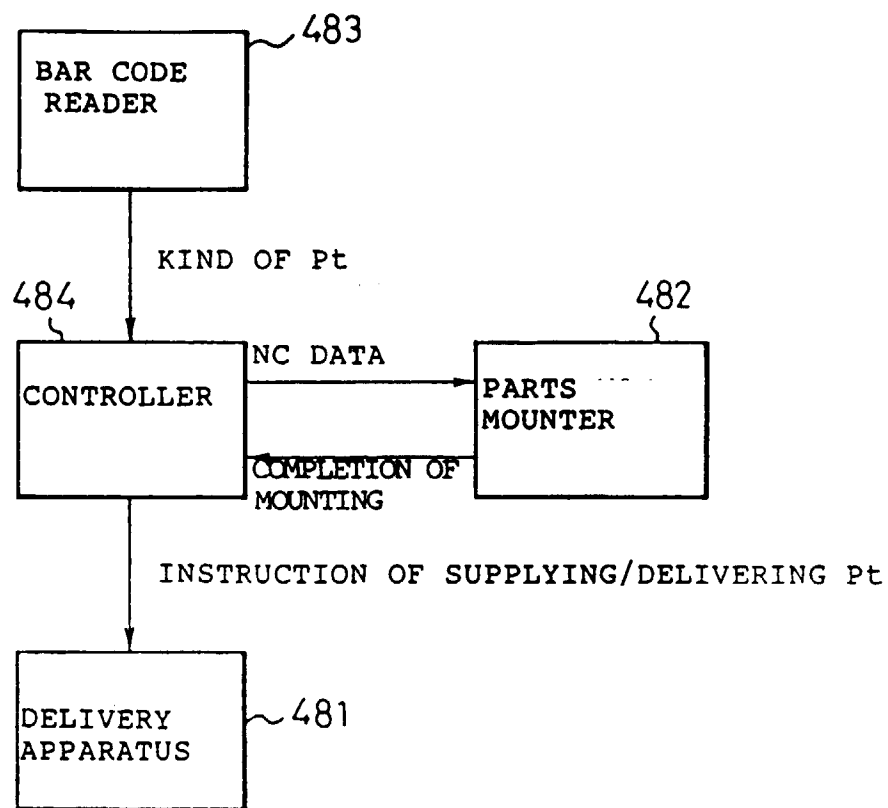 483
BAR CODE
READER
KIND OF Pt
484
482
NC DATA
CONTROLLER
PARTS
MOUNTER
COMPLETION OF
MOUNTING
INSTRUCTION OF SUPPLYING/DELIVERING Pt
481
DELIVERY
APPARATUS